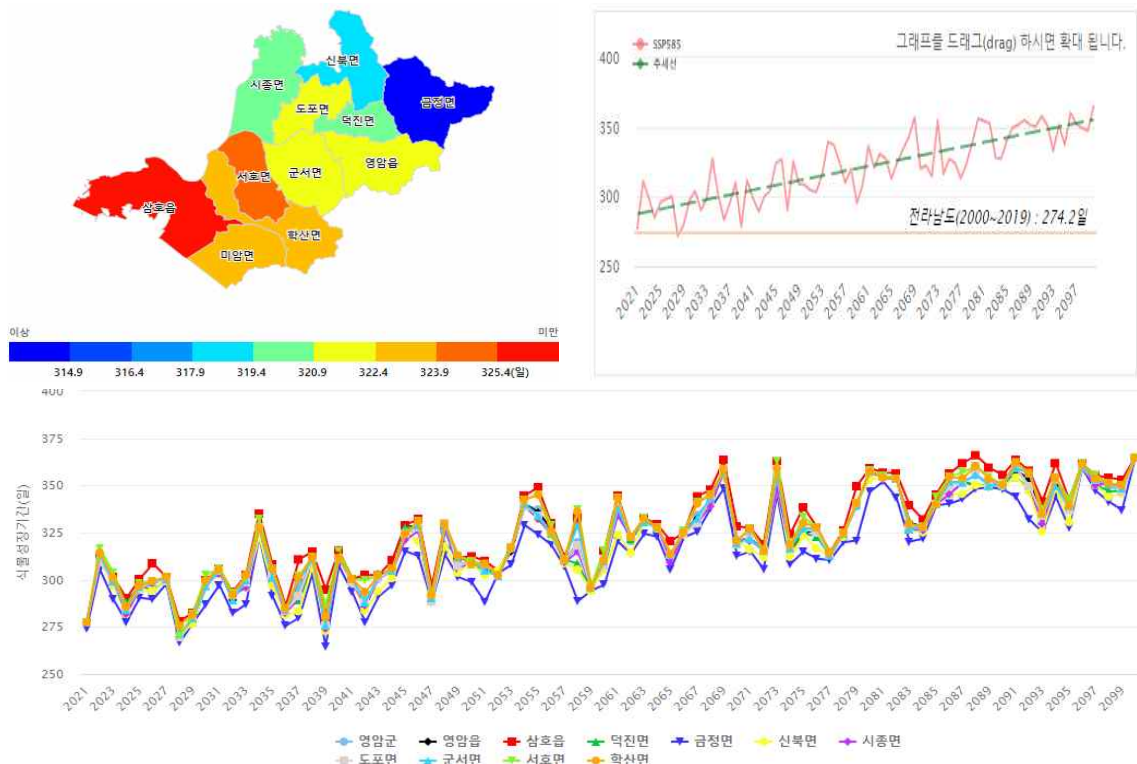 신북면
시종면
금정면
도포면
덕진면
영암읍
군서면
서호면
삼호읍
학산면
미암면
이상 미만
314.9 316.4 317.9 319.4 320.9 322.4 323.9 325.4(일)
SSP585
추세선
그래프를 드래그(drag) 하시면 확대 됩니다.
400
350
300
250
전라남도(2000~2019) : 274.2일
2021 2025 2029 2033 2037 2041 2045 2049 2053 2057 2061 2065 2069 2073 2077 2081 2085 2089 2093 2097
식물성장기간(일)
400
375
350
325
300
275
250
2021 2023 2025 2027 2029 2031 2033 2035 2037 2039 2041 2043 2045 2047 2049 2051 2053 2055 2057 2059 2061 2063 2065 2067 2069 2071 2073 2075 2077 2079 2081 2083 2085 2087 2089 2091 2093 2095 2097 2099
영암군 영암읍 삼호읍 덕진면 금정면 신북면 시종면
도포면 군서면 서호면 학산면